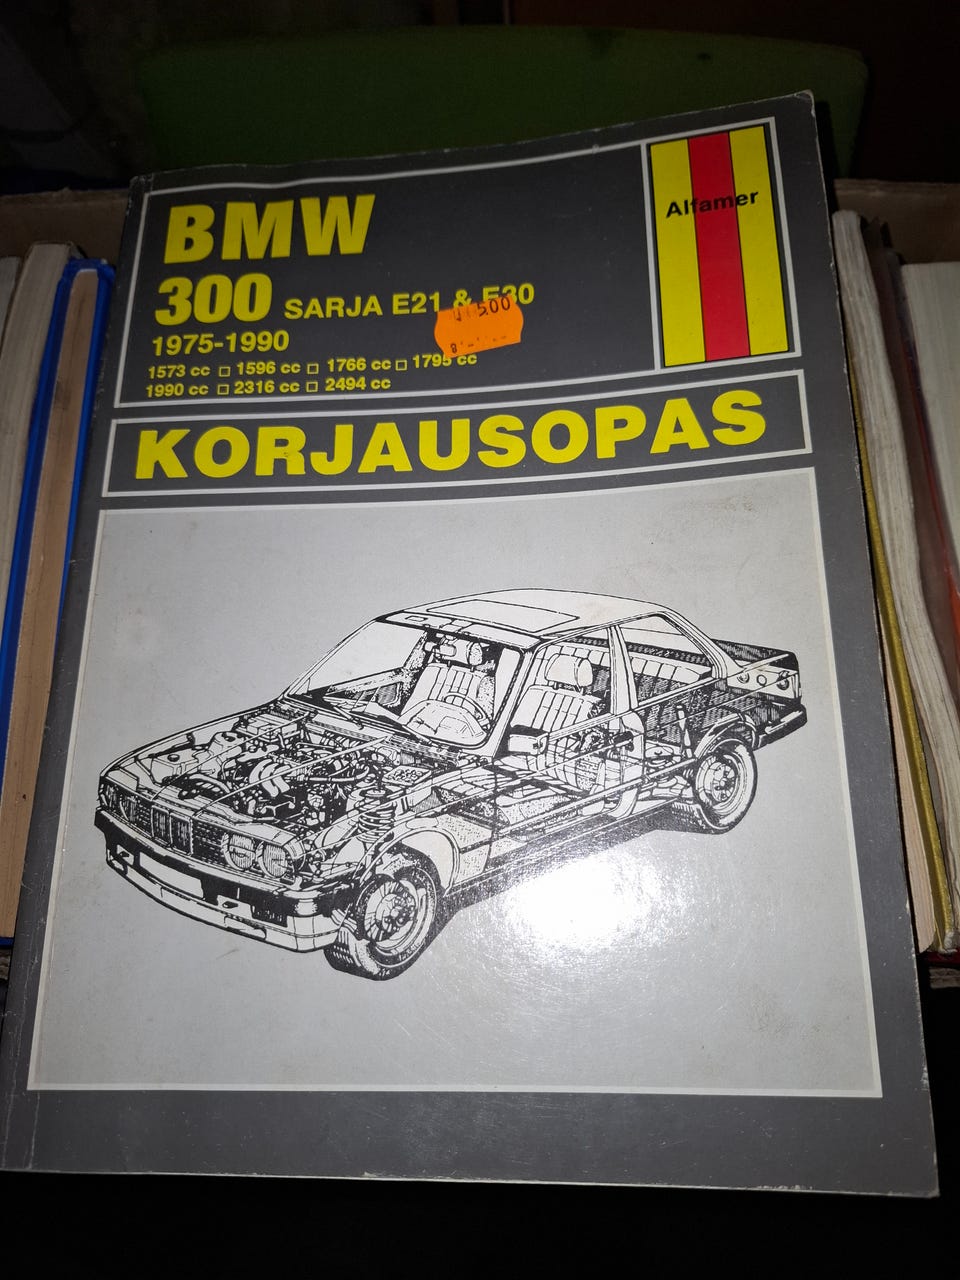 BMW
Alfamer
300 SARJA E21 & E30
1975-1990
1573 cc □ 1596 cc □ 1766 cc □ 1795 cc
1990 cc □ 2316 cc □ 2494 cc
KORJAUSOPAS